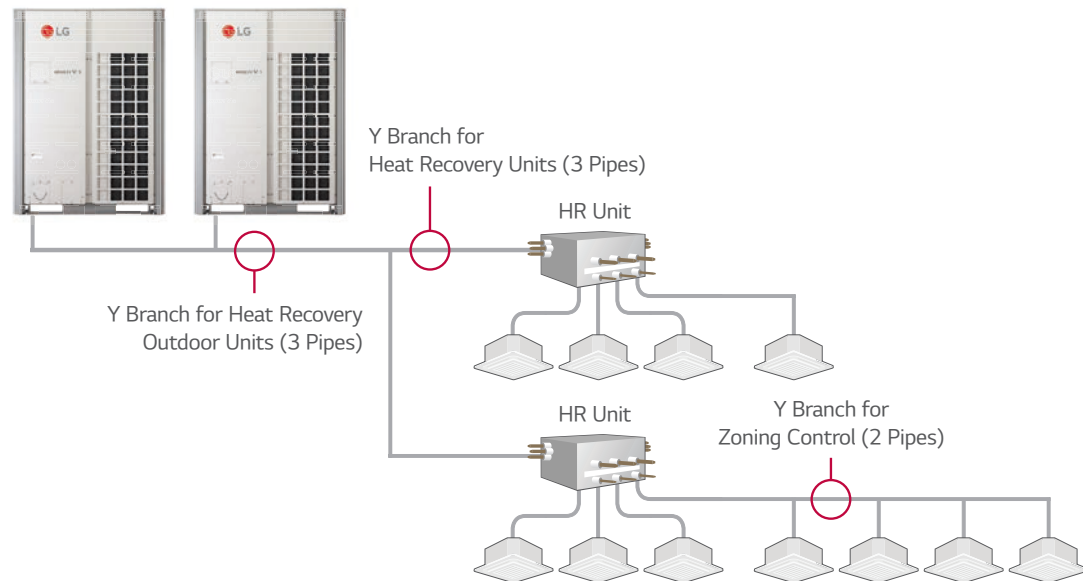 LG
LG
Y Branch for
Heat Recovery Units (3 Pipes)
HR Unit
Y Branch for Heat Recovery
Outdoor Units (3 Pipes)
HR Unit
Y Branch for
Zoning Control (2 Pipes)